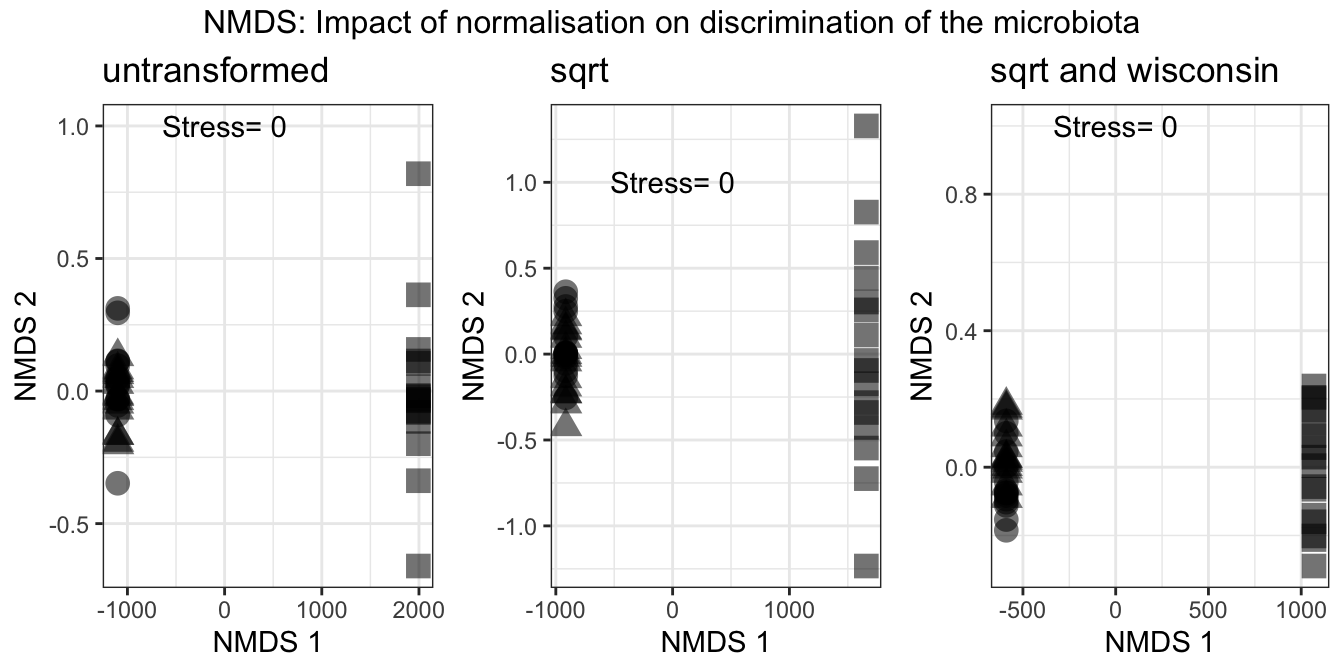 NMDS: Impact of normalisation on discrimination of the microbiota
untransformed
Stress= 0
1.0
0.5
0.0
-0.5
NMDS 2
-1000
0
1000
2000
NMDS 1
sqrt
Stress= 0
1.0
0.5
0.0
-0.5
-1.0
NMDS 2
-1000
0
1000
NMDS 1
sqrt and wisconsin
Stress= 0
0.8
0.4
0.0
NMDS 2
-500
0
500
1000
NMDS 1